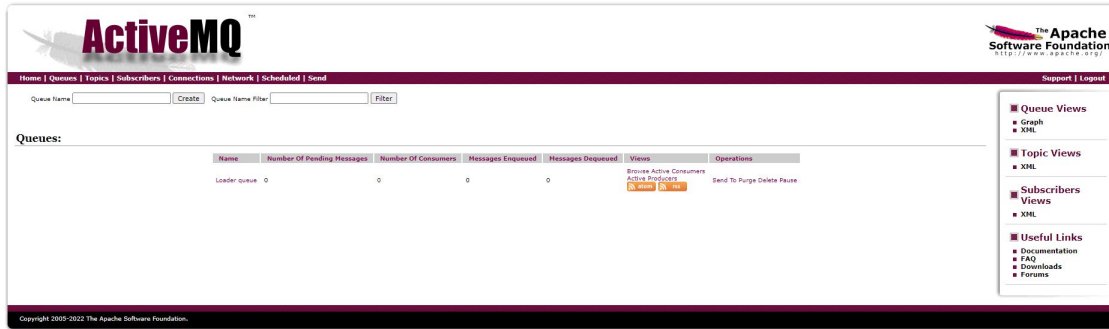 ActiveMQ™
The Apache
Software Foundation
http://www.apache.org/
Home | Queues | Topics | Subscribers | Connections | Network | Scheduled | Send
Support | Logout
Queue Name Create Queue Name Filter Filter
Queues:
Name Number Of Pending Messages Number Of Consumers Messages Enqueued Messages Dequeued Views Operations
Loader queue 0 0 0 0 Browse Active Consumers
Active Producers
atom rss
Send To Purge Delete Pause
Queue Views
Graph
XML
Topic Views
XML
Subscribers
Views
XML
Useful Links
Documentation
FAQ
Downloads
Forums
Copyright 2005-2022 The Apache Software Foundation.